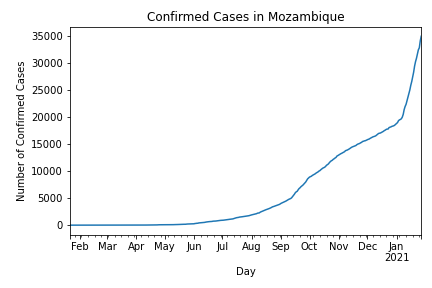 Confirmed Cases in Mozambique
35000
30000
25000
20000
15000
10000
5000
0
Number of Confirmed Cases
Feb Mar Apr May Jun Jul Aug Sep Oct Nov Dec Jan
2021
Day